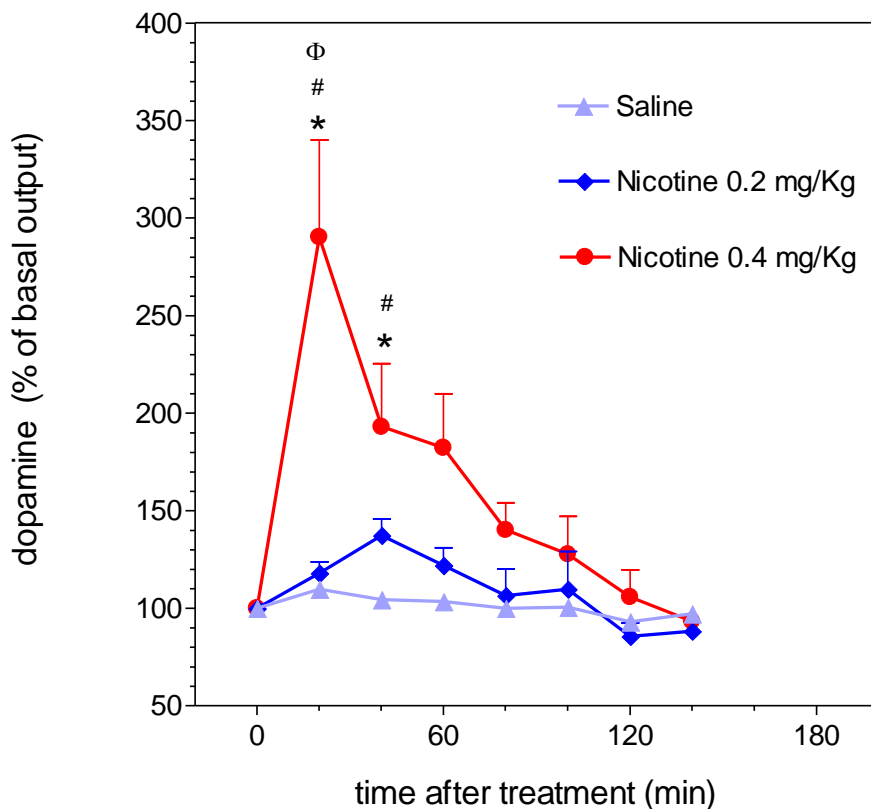 400
350
300
250
200
150
100
50
dopamine (% of basal output)
Φ
#
*
#
*
Saline
Nicotine 0.2 mg/Kg
Nicotine 0.4 mg/Kg
0 60 120 180
time after treatment (min)